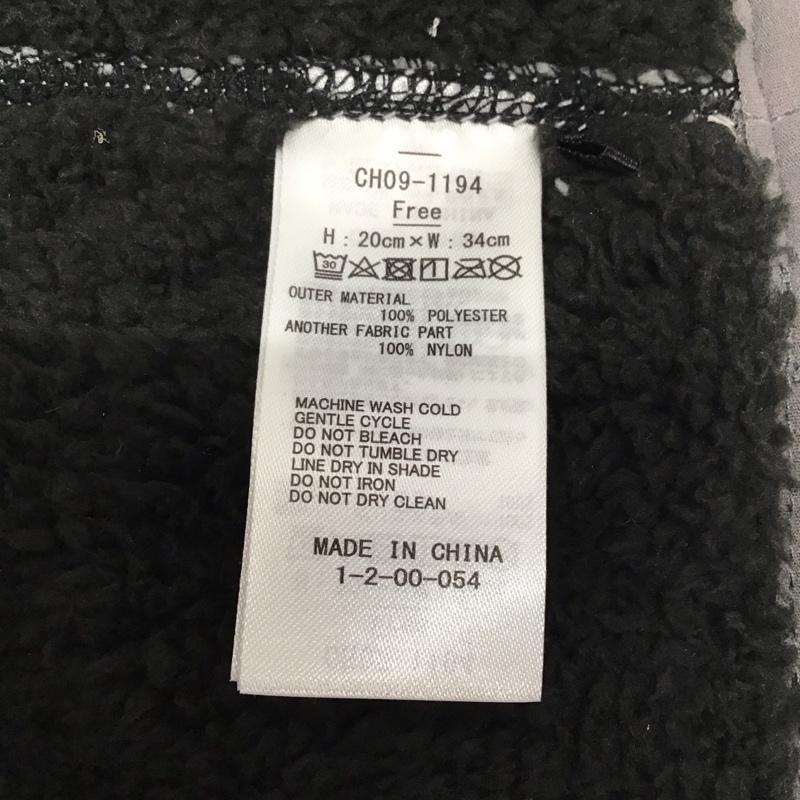 CH09-1194
Free
H : 20cm × W : 34cm
30
OUTER MATERIAL
100% POLYESTER
ANOTHER FABRIC PART
100% NYLON
MACHINE WASH COLD
GENTLE CYCLE
DO NOT BLEACH
DO NOT TUMBLE DRY
LINE DRY IN SHADE
DO NOT IRON
DO NOT DRY CLEAN
MADE IN CHINA
1-2-00-054